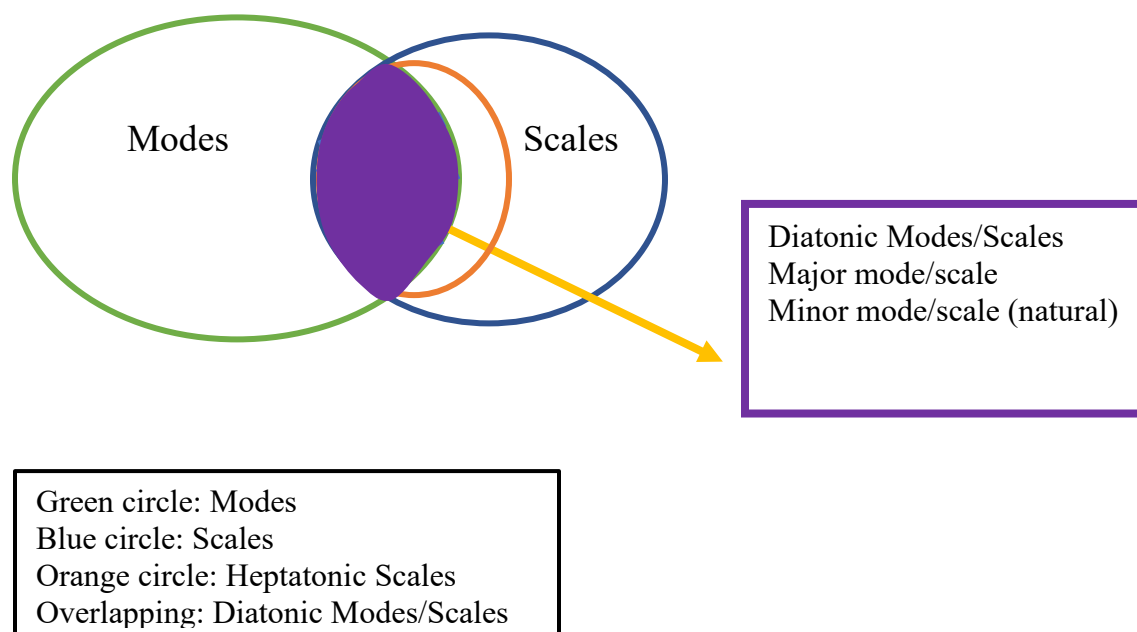 Modes
Scales
Diatonic Modes/Scales
Major mode/scale
Minor mode/scale (natural)
Green circle: Modes
Blue circle: Scales
Orange circle: Heptatonic Scales
Overlapping: Diatonic Modes/Scales